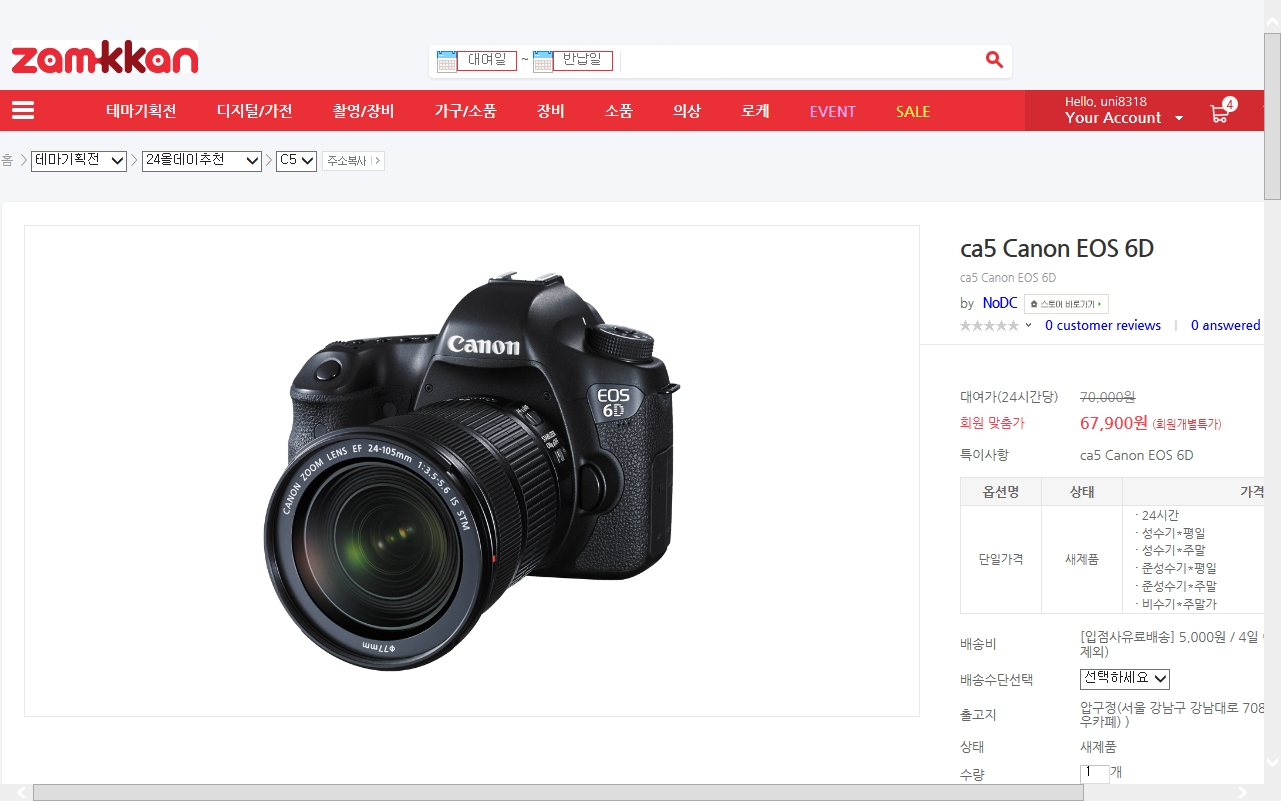 zamkkan
대여일 ~ 반납일
테마기획전 디지털/가전 촬영/장비 가구/소품 장비 소품 의상 로케 EVENT SALE
Hello, uni8318
Your Account
4
홈 > 테마기획전 > 24올데이추천 > C5 주소복사
Canon
EOS
6D
CANON ZOOM LENS EF 24-105mm 1:3.5-5.6 IS STM
Φ77mm
ca5 Canon EOS 6D
ca5 Canon EOS 6D
by NoDC 스토어 바로가기
0 customer reviews | 0 answered
대여가(24시간당) 70,000원
회원 맞춤가 67,900원 (회원개별특가)
특이사항 ca5 Canon EOS 6D
옵션명 상태 가격
단일가격 새제품
· 24시간
· 성수기*평일
· 성수기*주말
· 준성수기*평일
· 준성수기*주말
· 비수기*주말가
배송비 [입점사유료배송] 5,000원 / 4일
제외)
배송수단선택 선택하세요
출고지 압구정(서울 강남구 강남대로 708
우카페) )
상태 새제품
수량 1 개